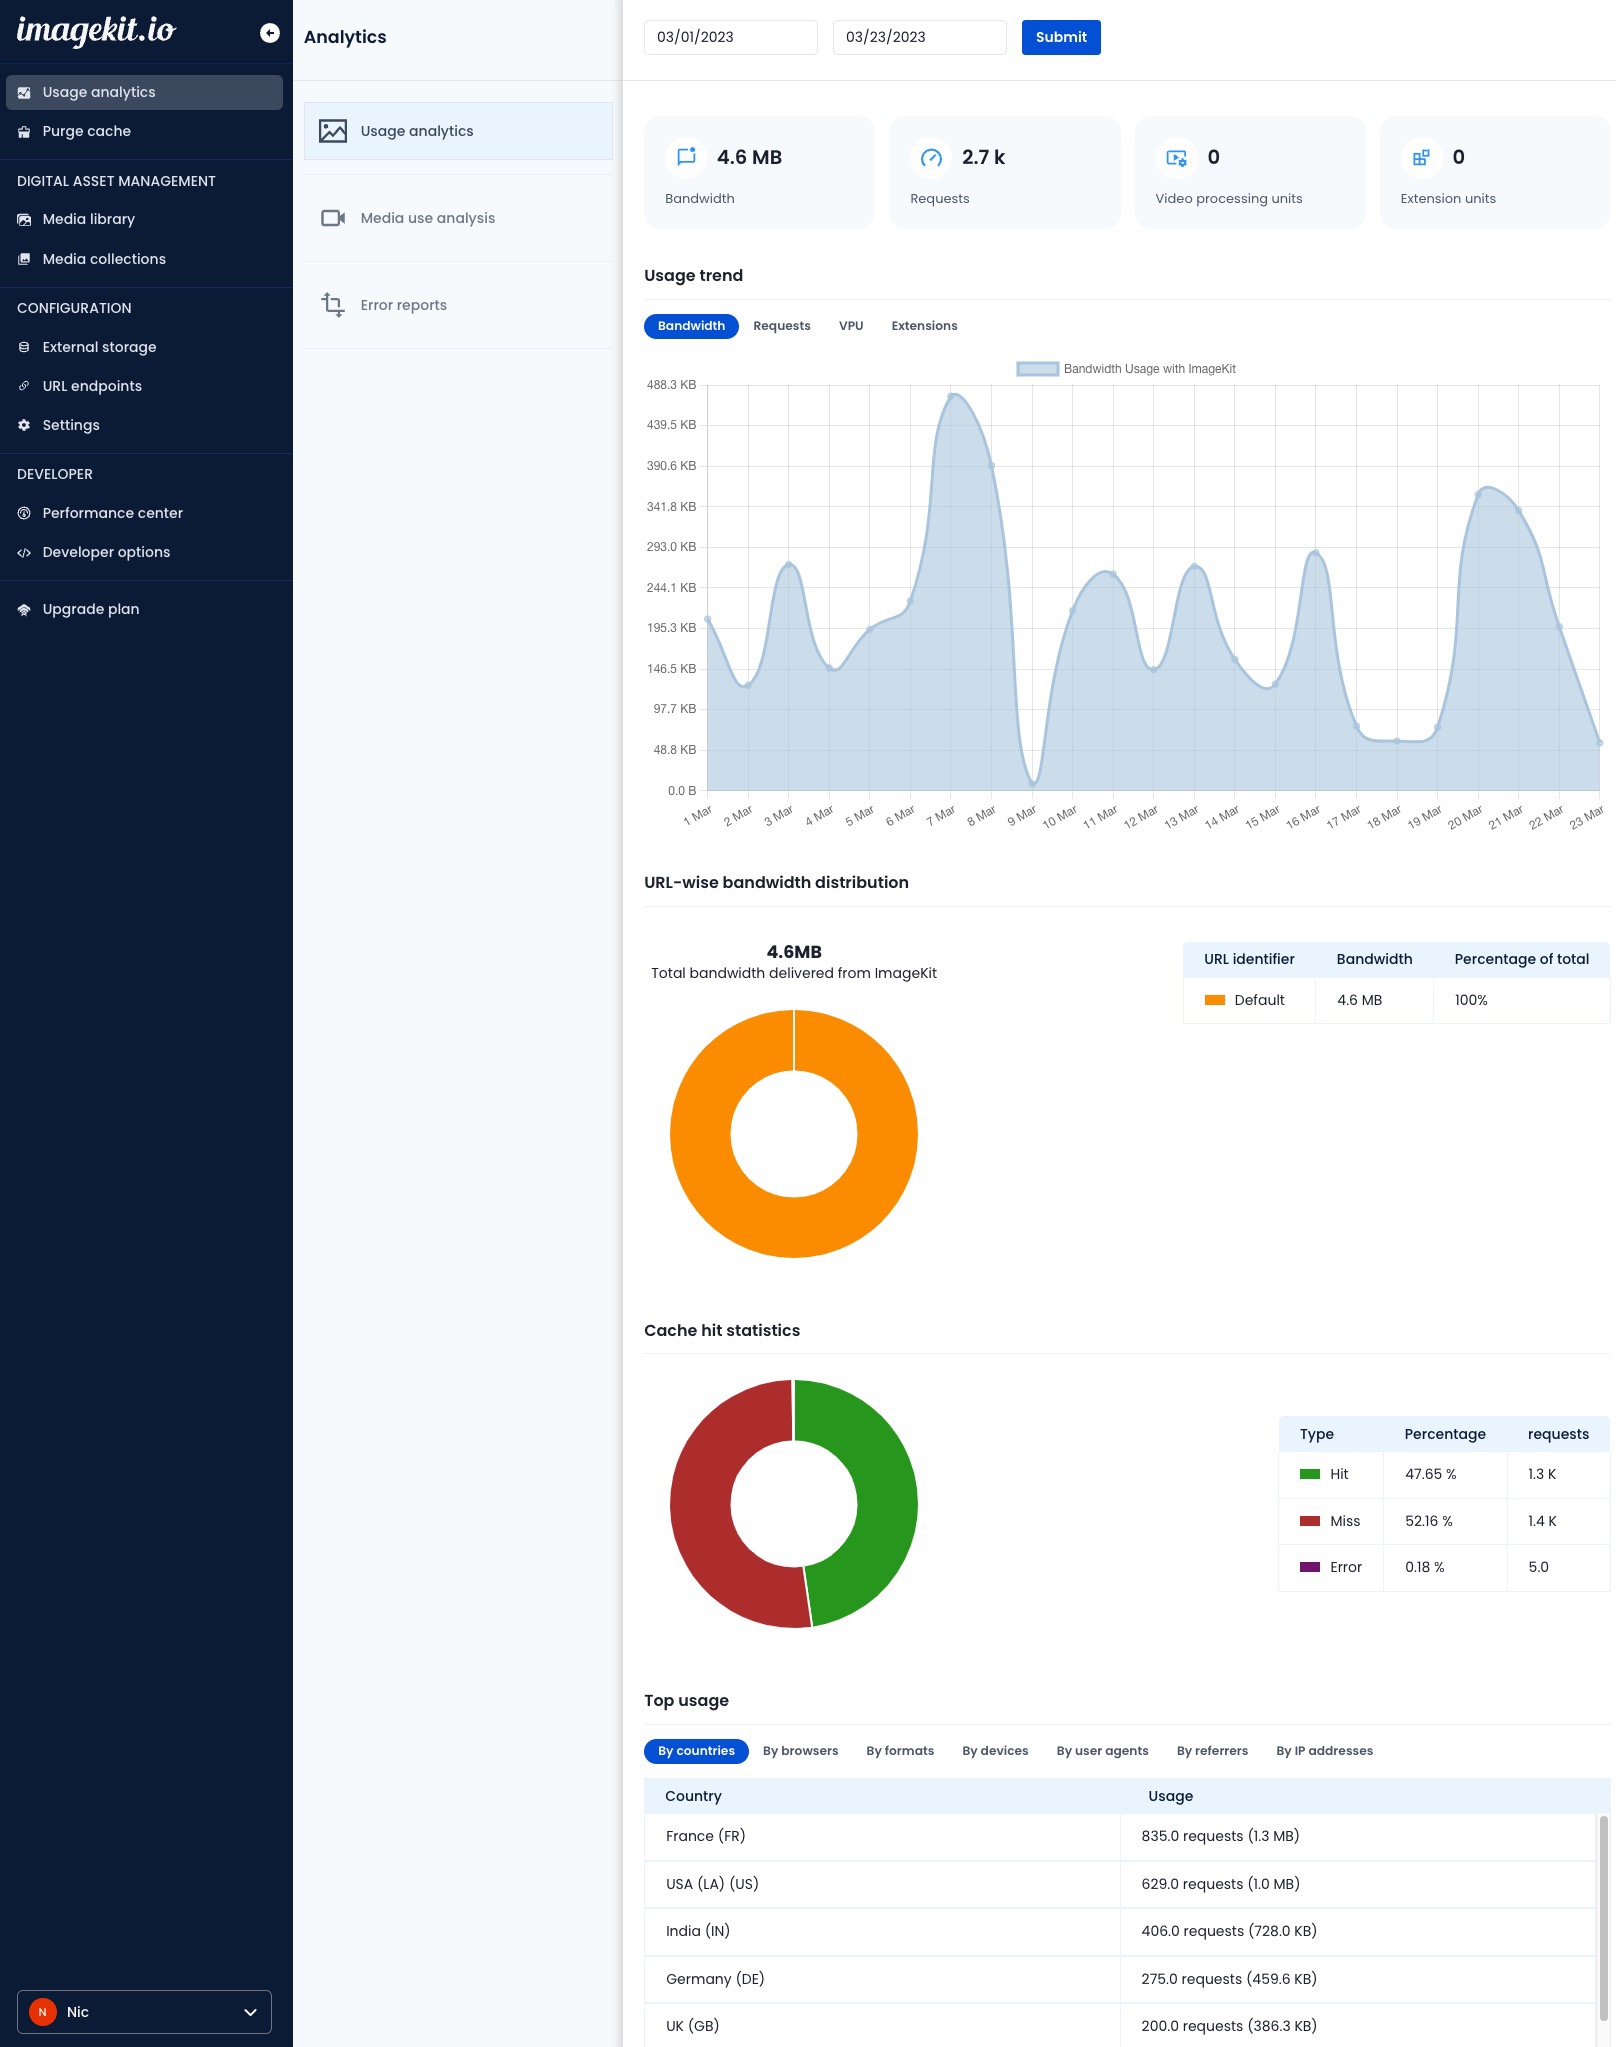 imagekit.io
Usage analytics
Purge cache
DIGITAL ASSET MANAGEMENT
Media library
Media collections
CONFIGURATION
External storage
URL endpoints
Settings
DEVELOPER
Performance center
Developer options
Upgrade plan
N Nic
Analytics
Usage analytics
Media use analysis
Error reports
03/01/2023 03/23/2023 Submit
4.6 MB
Bandwidth
2.7 k
Requests
0
Video processing units
0
Extension units
Usage trend
Bandwidth Requests VPU Extensions
Bandwidth Usage with ImageKit
488.3 KB
439.5 KB
390.6 KB
341.8 KB
293.0 KB
244.1 KB
195.3 KB
146.5 KB
97.7 KB
48.8 KB
0.0 B
1 Mar 2 Mar 3 Mar 4 Mar 5 Mar 6 Mar 7 Mar 8 Mar 9 Mar 10 Mar 11 Mar 12 Mar 13 Mar 14 Mar 15 Mar 16 Mar 17 Mar 18 Mar 19 Mar 20 Mar 21 Mar 22 Mar 23 Mar
URL-wise bandwidth distribution
4.6MB
Total bandwidth delivered from ImageKit
URL identifier Bandwidth Percentage of total
Default 4.6 MB 100%
Cache hit statistics
Type Percentage requests
Hit 47.65 % 1.3 K
Miss 52.16 % 1.4 K
Error 0.18 % 5.0
Top usage
By countries By browsers By formats By devices By user agents By referrers By IP addresses
Country Usage
France (FR) 835.0 requests (1.3 MB)
USA (LA) (US) 629.0 requests (1.0 MB)
India (IN) 406.0 requests (728.0 KB)
Germany (DE) 275.0 requests (459.6 KB)
UK (GB) 200.0 requests (386.3 KB)